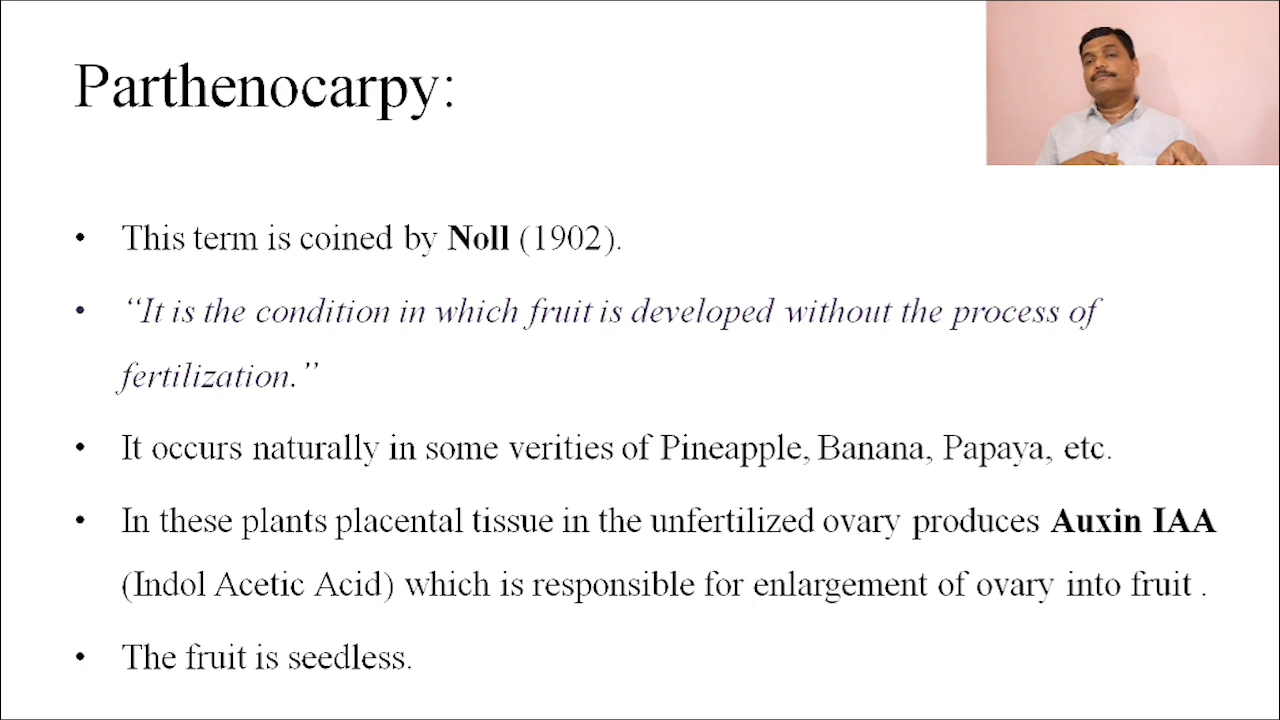 Parthenocarpy:
• This term is coined by Noll (1902).
• “It is the condition in which fruit is developed without the process of
fertilization.”
• It occurs naturally in some verities of Pineapple, Banana, Papaya, etc.
• In these plants placental tissue in the unfertilized ovary produces Auxin IAA
(Indol Acetic Acid) which is responsible for enlargement of ovary into fruit .
• The fruit is seedless.